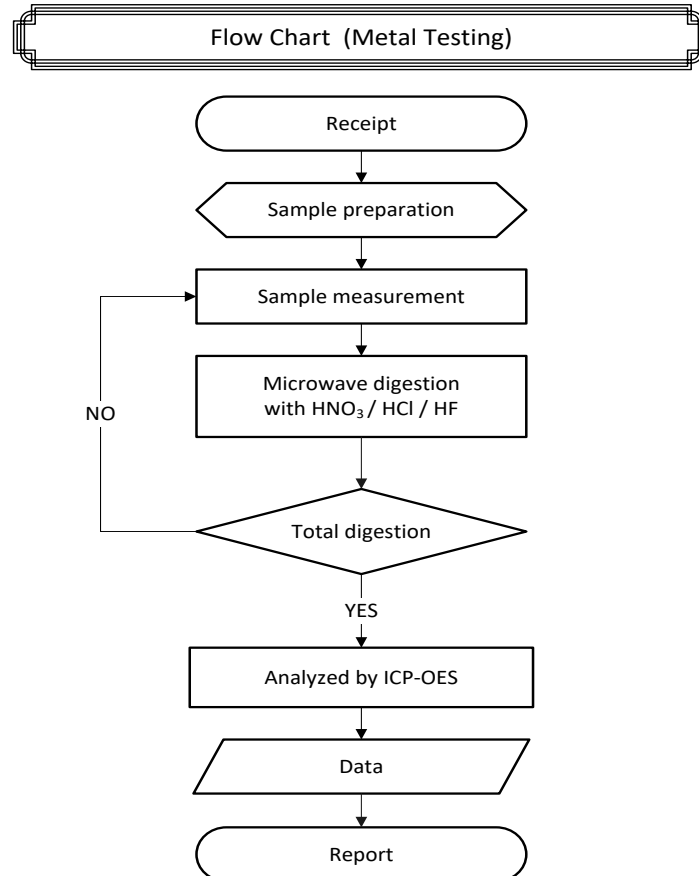 Flow Chart  (Metal Testing)
Receipt
Sample preparation
Sample measurement
Microwave digestion
with HNO₃ / HCl / HF
NO
Total digestion
YES
Analyzed by ICP-OES
Data
Report